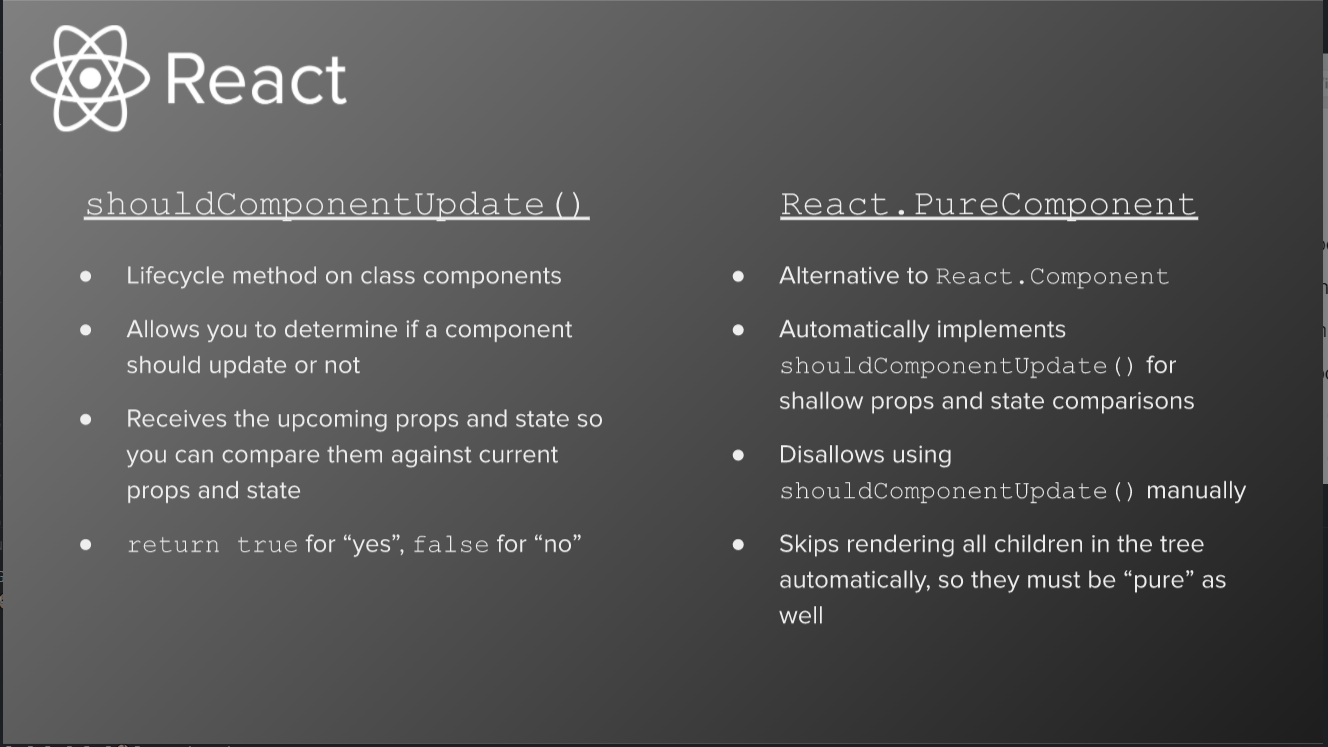 React
shouldComponentUpdate()
● Lifecycle method on class components
● Allows you to determine if a component
should update or not
● Receives the upcoming props and state so
you can compare them against current
props and state
● return true for “yes”, false for “no”
React.PureComponent
● Alternative to React.Component
● Automatically implements
shouldComponentUpdate() for
shallow props and state comparisons
● Disallows using
shouldComponentUpdate() manually
● Skips rendering all children in the tree
automatically, so they must be “pure” as
well